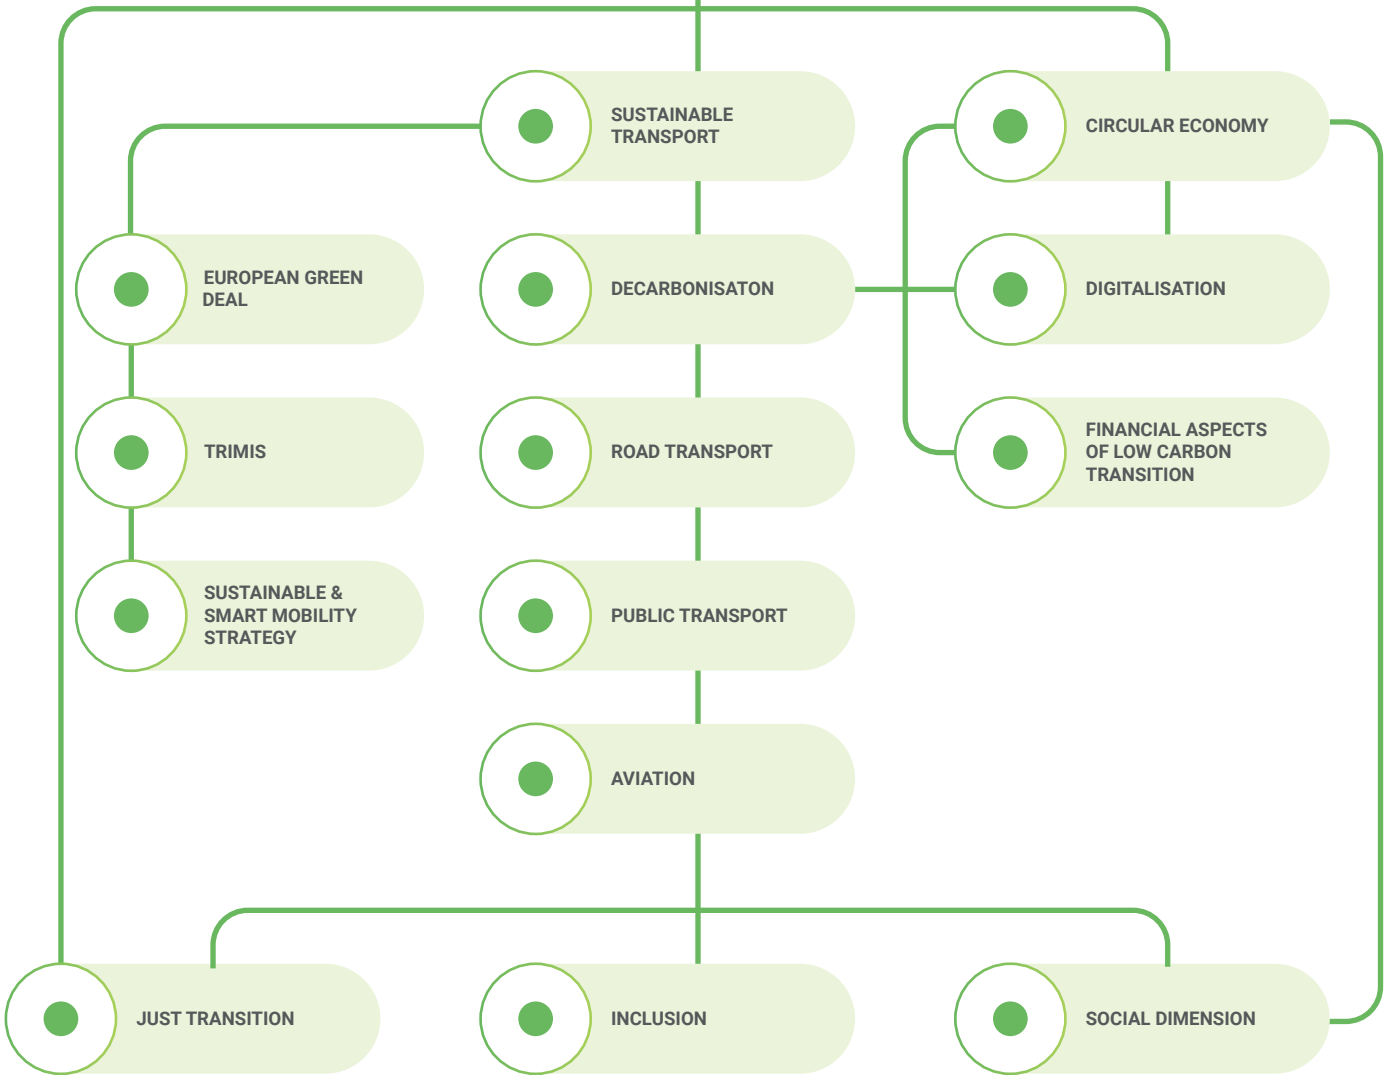 SUSTAINABLE
TRANSPORT
CIRCULAR ECONOMY
EUROPEAN GREEN
DEAL
DECARBONISATON
DIGITALISATION
TRIMIS
ROAD TRANSPORT
FINANCIAL ASPECTS
OF LOW CARBON
TRANSITION
SUSTAINABLE &
SMART MOBILITY
STRATEGY
PUBLIC TRANSPORT
AVIATION
JUST TRANSITION
INCLUSION
SOCIAL DIMENSION